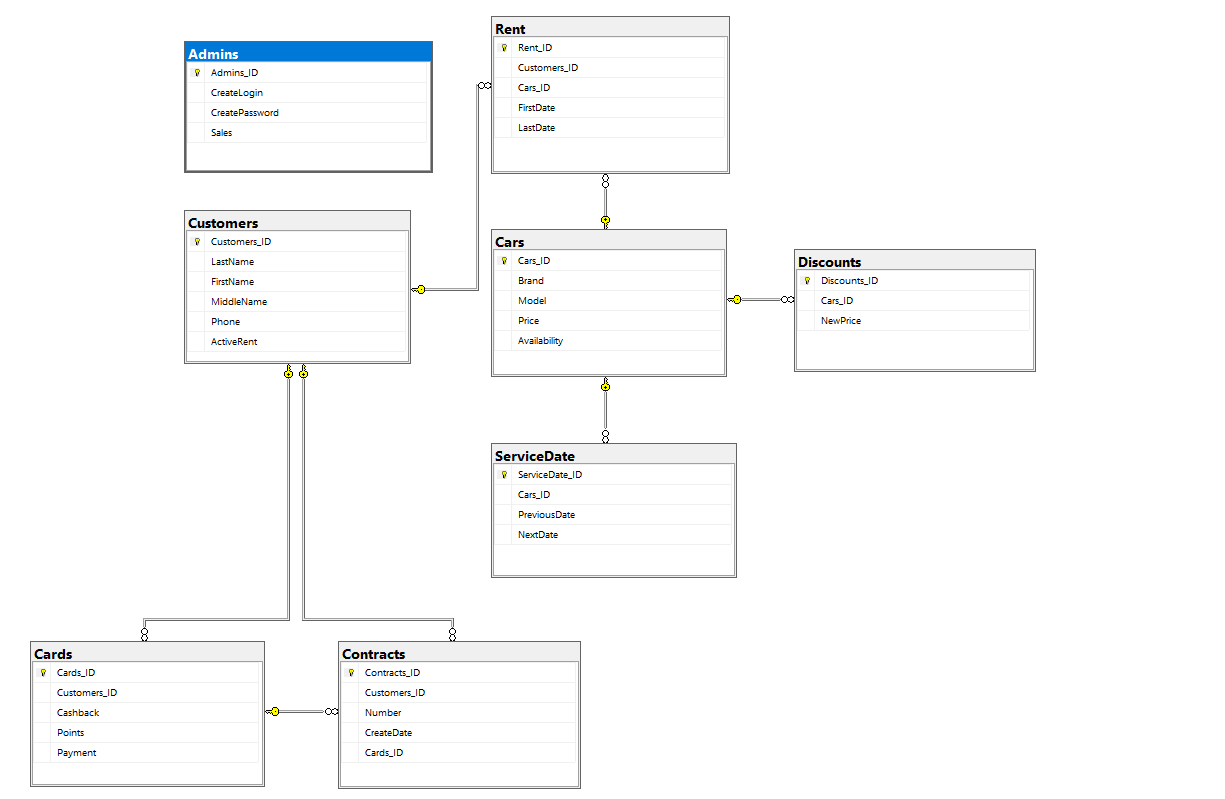 Admins
Admins_ID
CreateLogin
CreatePassword
Sales
Rent
Rent_ID
Customers_ID
Cars_ID
FirstDate
LastDate
Customers
Customers_ID
LastName
FirstName
MiddleName
Phone
ActiveRent
Cars
Cars_ID
Brand
Model
Price
Availability
Discounts
Discounts_ID
Cars_ID
NewPrice
ServiceDate
ServiceDate_ID
Cars_ID
PreviousDate
NextDate
Cards
Cards_ID
Customers_ID
Cashback
Points
Payment
Contracts
Contracts_ID
Customers_ID
Number
CreateDate
Cards_ID